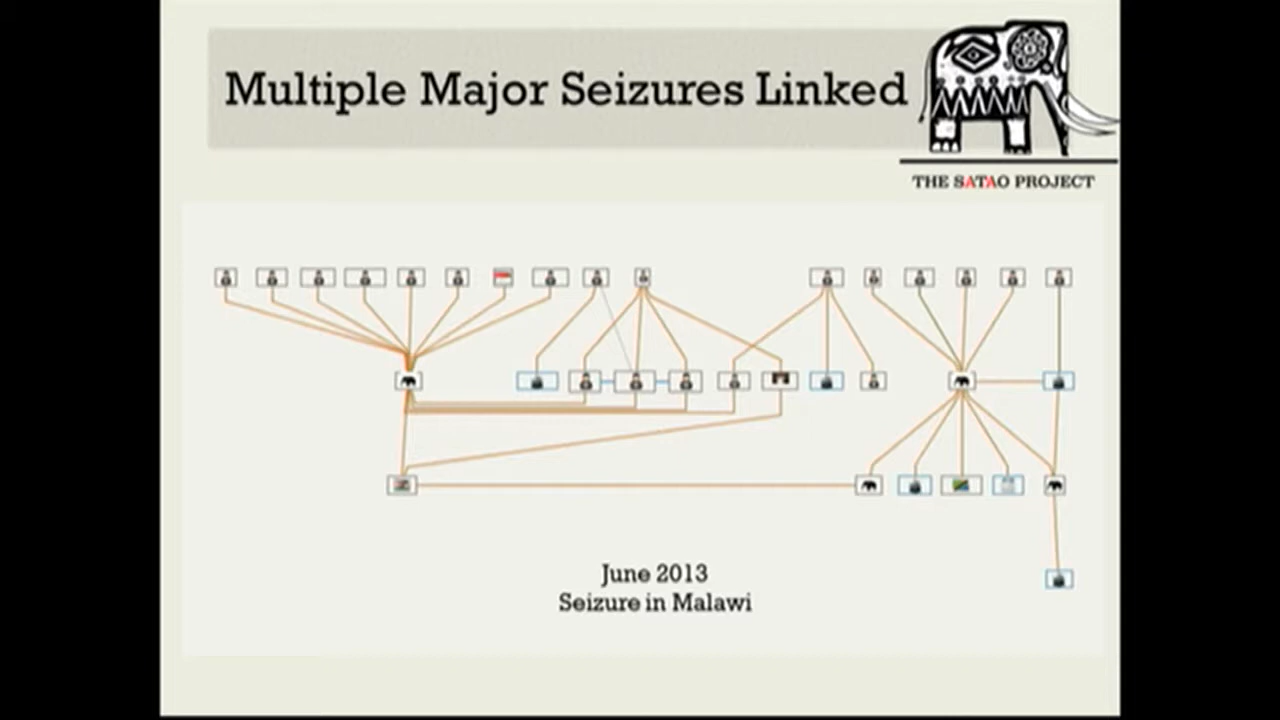 Multiple Major Seizures Linked
THE SATAO PROJECT
June 2013
Seizure in Malawi